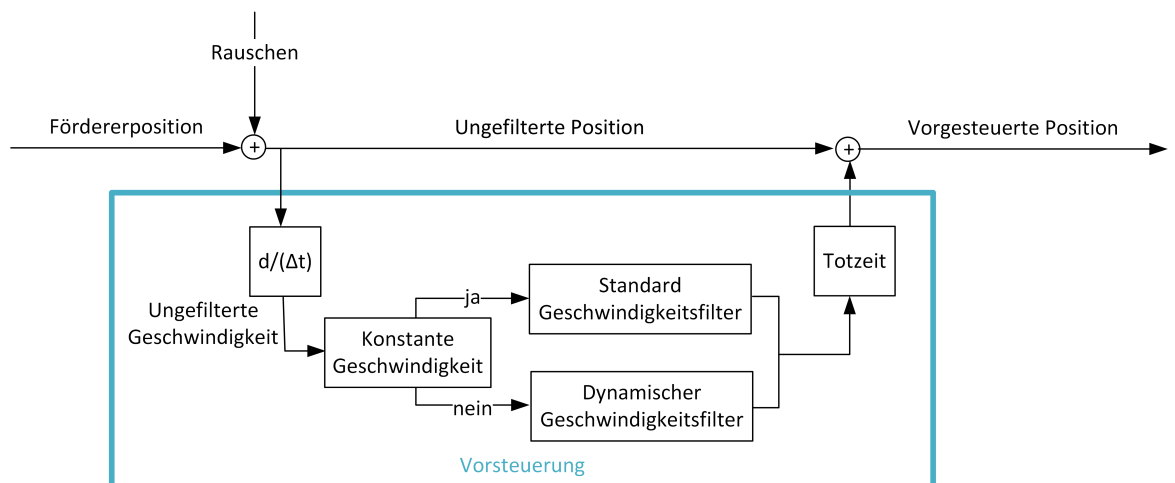 Rauschen
Fördererposition
Ungefilterte Position
Vorgesteuerte Position
+
+
d/(Δt)
Totzeit
Ungefilterte
Geschwindigkeit
ja
Standard
Geschwindigkeitsfilter
Konstante
Geschwindigkeit
nein
Dynamischer
Geschwindigkeitsfilter
Vorsteuerung